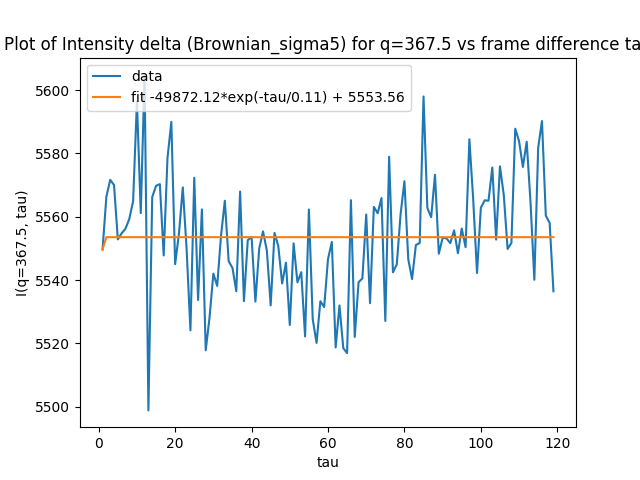 Plot of Intensity delta (Brownian_sigma5) for q=367.5 vs frame difference ta
data
fit -49872.12*exp(-tau/0.11) + 5553.56
I(q=367.5, tau)
5600
5580
5560
5540
5520
5500
0 20 40 60 80 100 120
tau